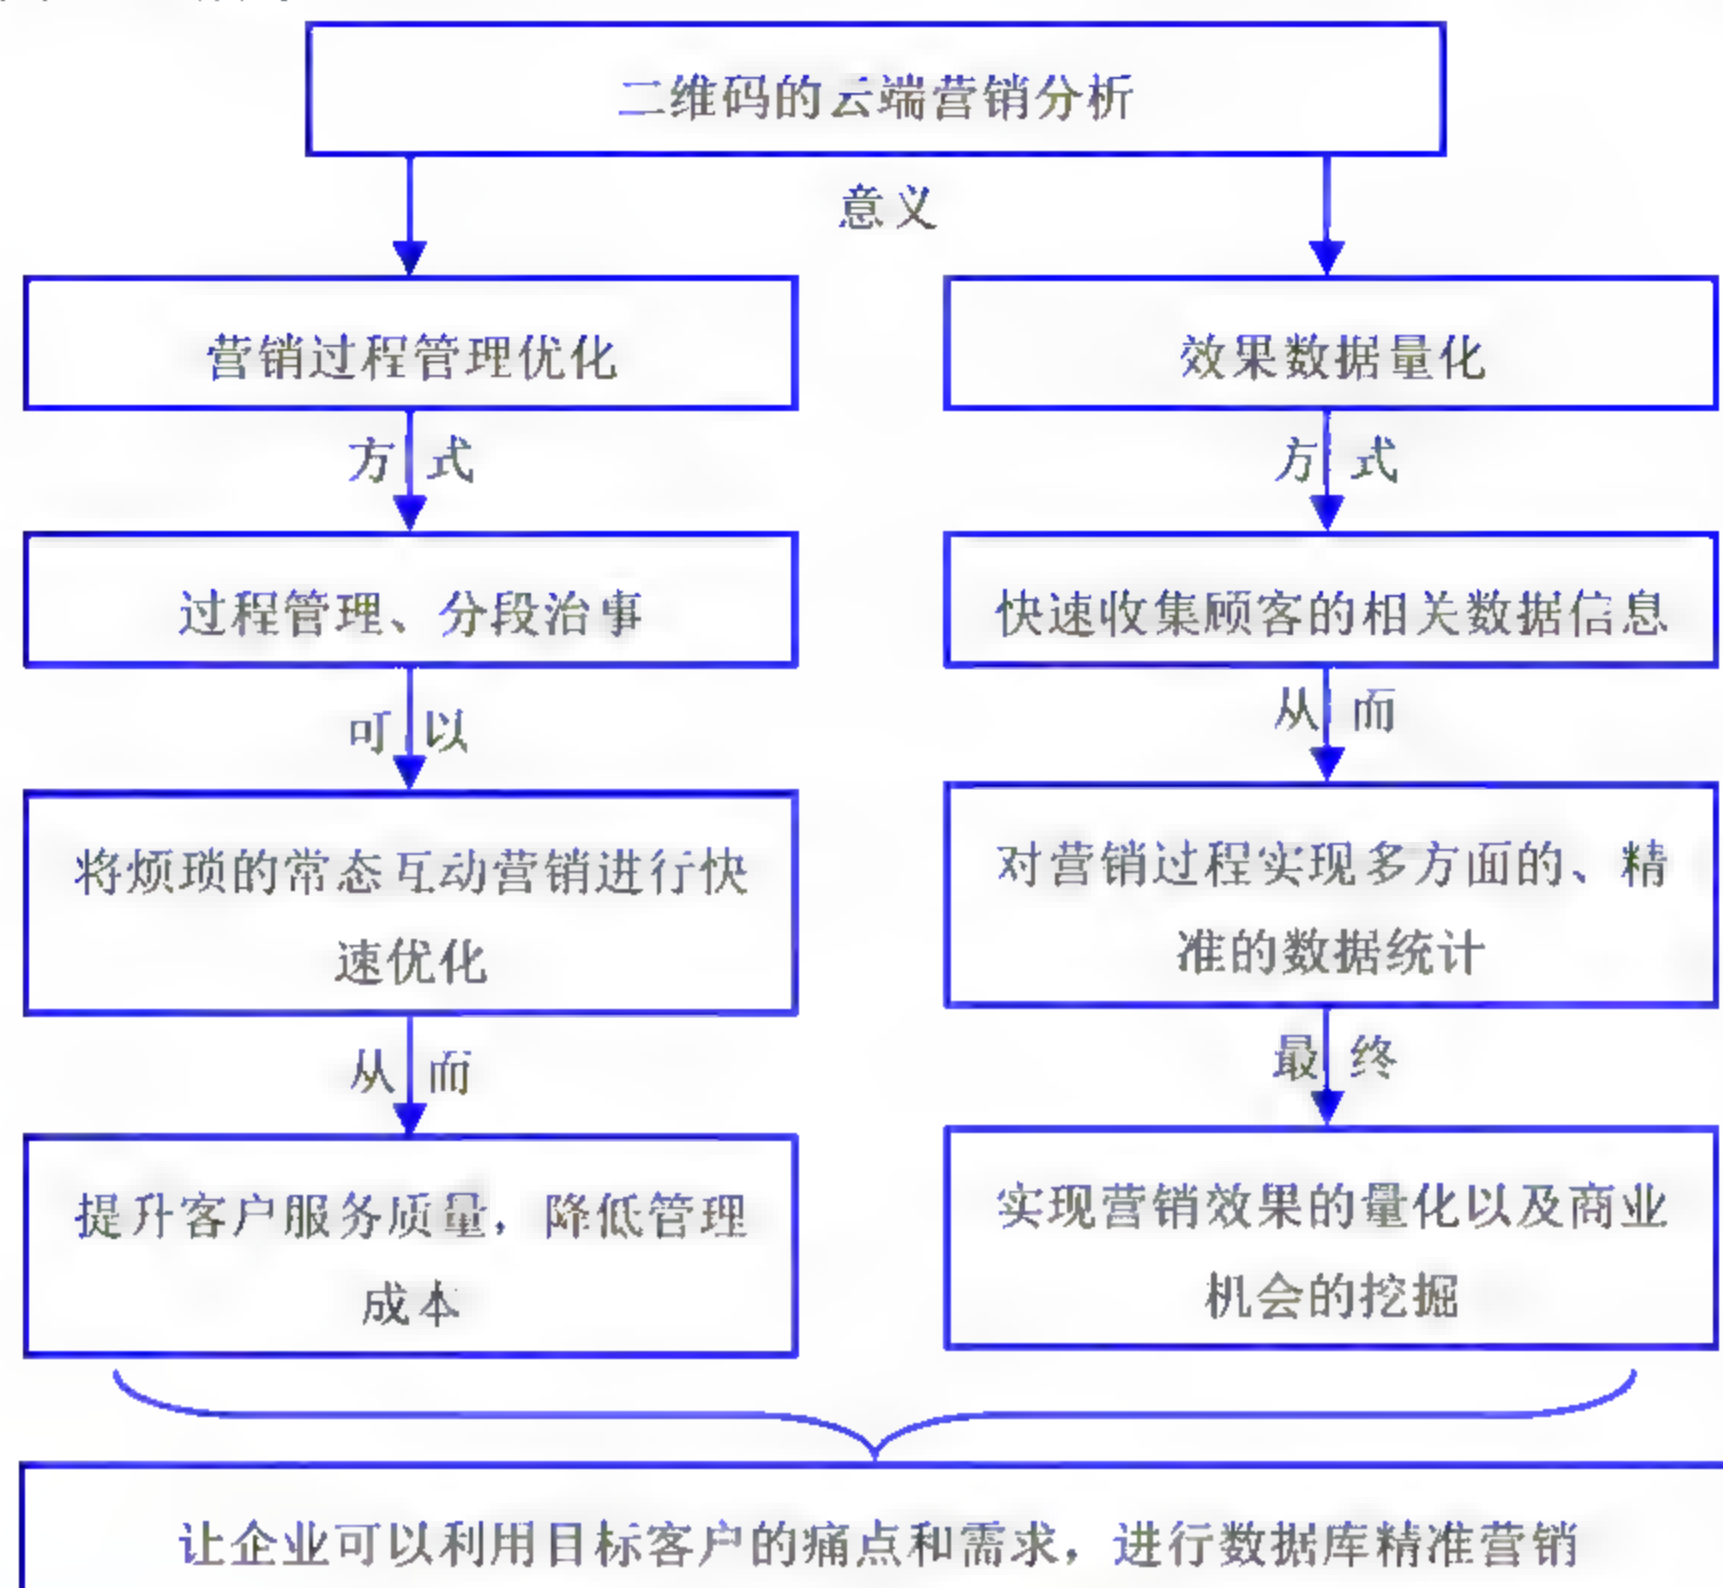 二维码的云端营销分析
意义
营销过程管理优化
效果数据量化
方式
方式
过程管理、分段治事
快速收集顾客的相关数据信息
可以
从而
将烦琐的常态互动营销进行快
速优化
对营销过程实现多方面的、精
准的数据统计
从而
最终
提升客户服务质量，降低管理
成本
实现营销效果的量化以及商业
机会的挖掘
让企业可以利用目标客户的痛点和需求，进行数据库精准营销